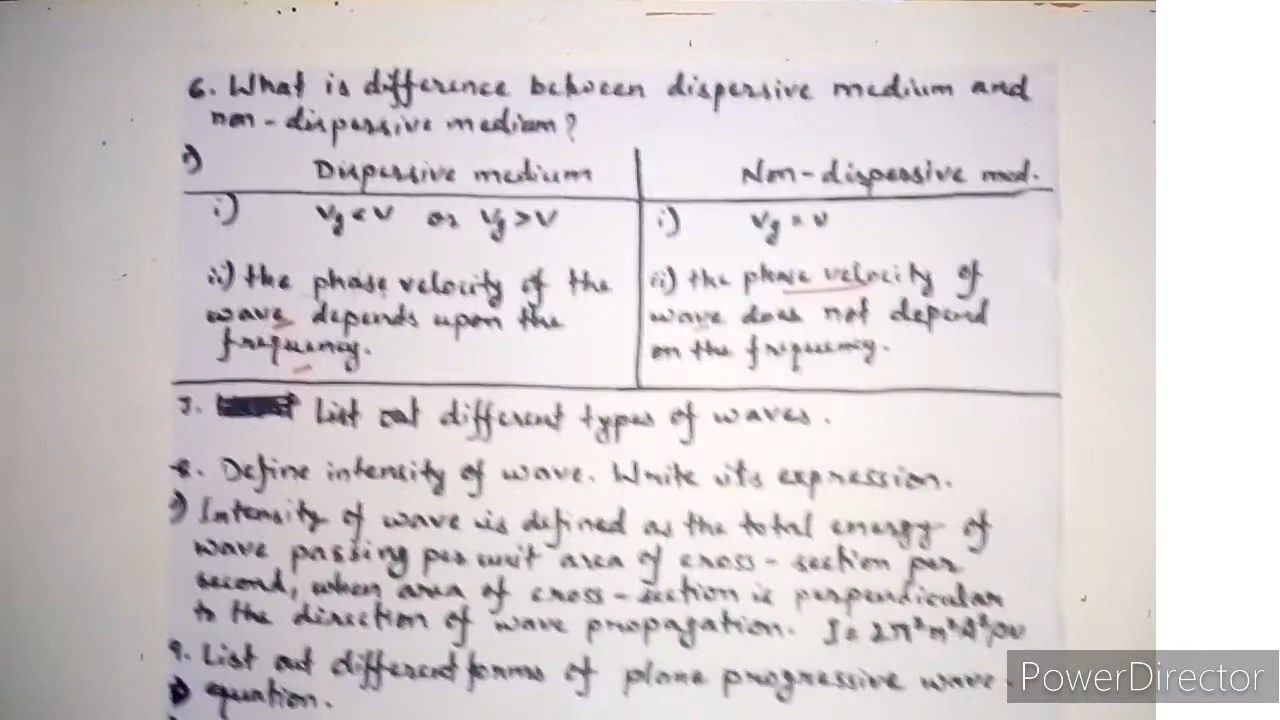 6. What is difference between dispersive medium and
non-dispersive medium?
Dispersive medium
Non-dispersive med.
i) Vg < V or Vg > V
i) Vg = V
ii) the phase velocity of the
wave depends upon the
frequency.
ii) the phase velocity of
wave does not depend
on the frequency.
7. List out different types of waves.
8. Define intensity of wave. Write its expression.
Intensity of wave is defined as the total energy of
wave passing per unit area of cross-section per
second, when area of cross-section is perpendicular
to the direction of wave propagation. I = 2π²n²A²ρv
9. List out different forms of plane progressive wave
equation.
PowerDirector